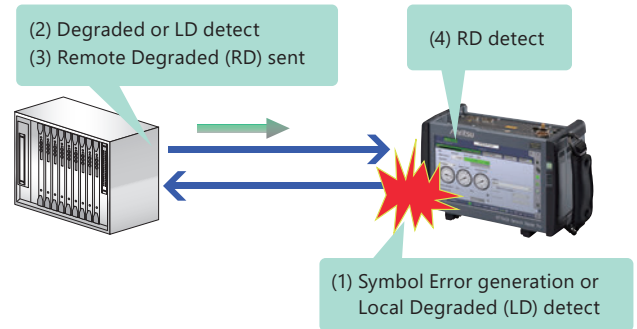 (2) Degraded or LD detect
(3) Remote Degraded (RD) sent
(4) RD detect
(1) Symbol Error generation or
Local Degraded (LD) detect